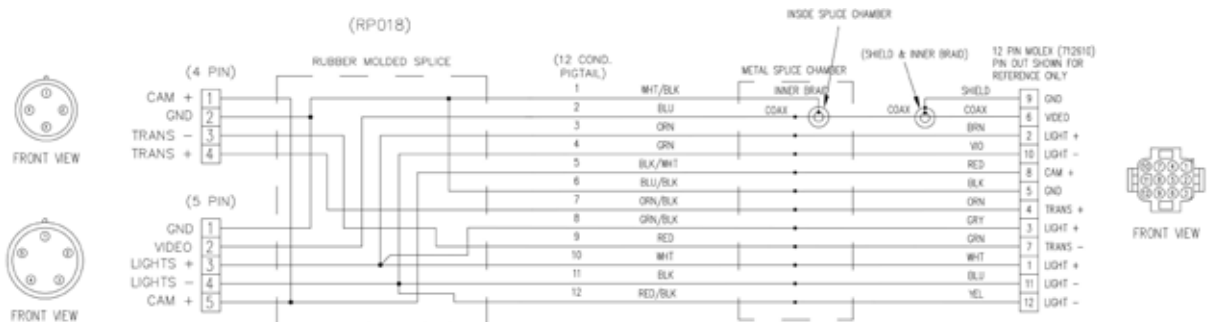 INSIDE SPLICE CHAMBER
(RP018)
RUBBER MOLDED SPLICE
(12 COND. PIGTAIL)
METAL SPLICE CHAMBER
(SHIELD & INNER BRAID)
12 PIN MOLEX (712610)
PIN OUT SHOWN FOR
REFERENCE ONLY
(4 PIN)
CAM + 1
GND 2
TRANS - 3
TRANS + 4
FRONT VIEW
(5 PIN)
GND 1
VIDEO 2
LIGHTS + 3
LIGHTS - 4
CAM + 5
FRONT VIEW
1 WHT/BLK INNER BRAID SHIELD 9 GND
2 BLU COAX COAX COAX 6 VIDEO
3 ORN BRN 2 LIGHT +
4 GRN VIO 10 LIGHT -
5 BLK/WHT RED 8 CAM +
6 BLU/BLK BLK 5 GND
7 ORN/BLK ORN 4 TRANS +
8 GRN/BLK GRY 3 LIGHT +
9 RED GRN 7 TRANS -
10 WHT WHT 1 LIGHT +
11 BLK BLU 11 LIGHT -
12 RED/BLK YEL 12 LIGHT -
FRONT VIEW